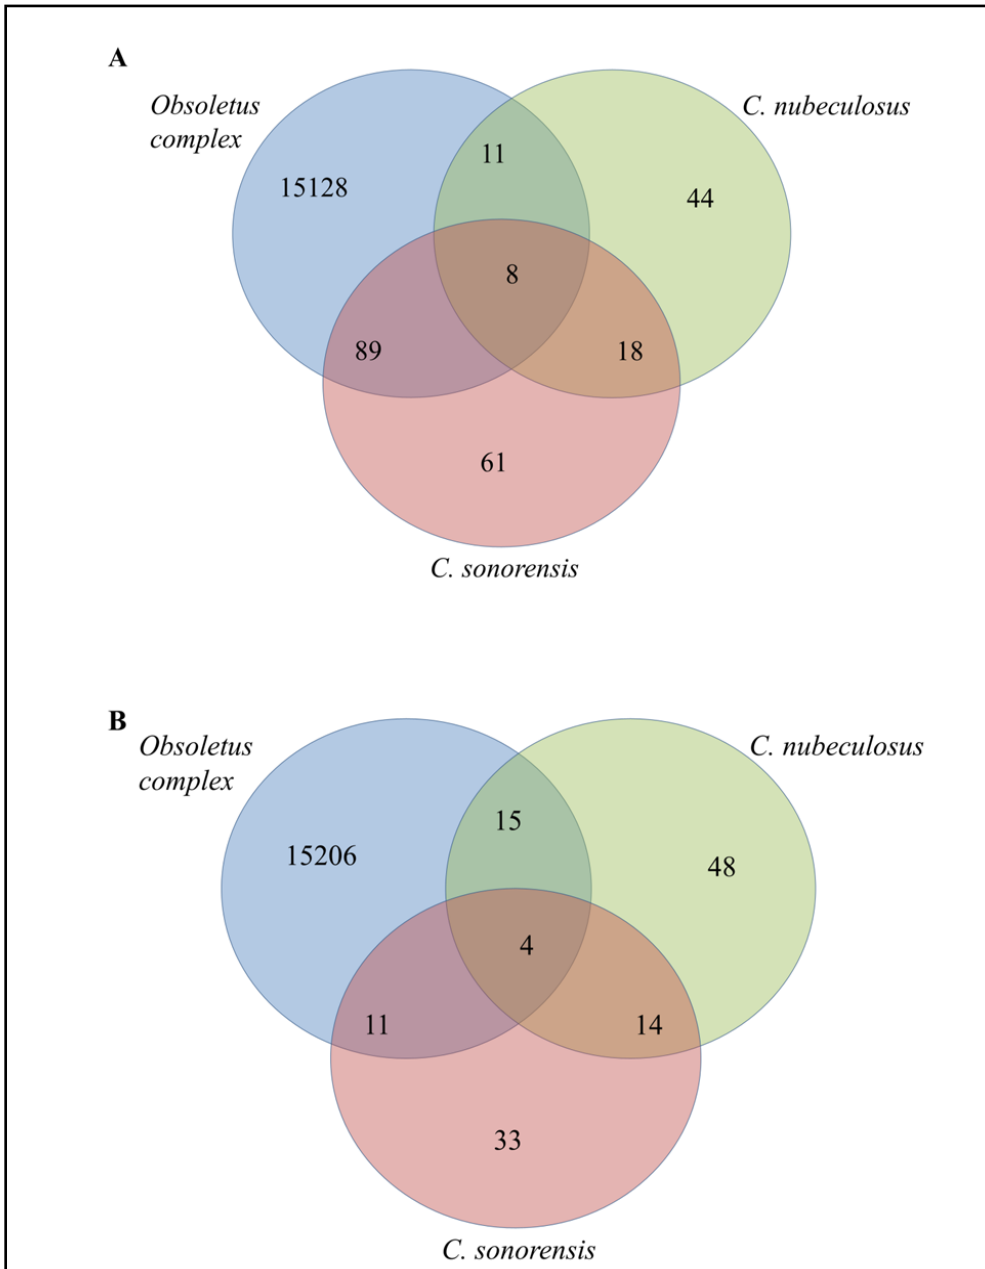 A
Obsoletus
complex
C. nubeculosus
11
15128
44
8
89
18
61
C. sonorensis
B
Obsoletus
complex
C. nubeculosus
15
15206
48
4
11
14
33
C. sonorensis